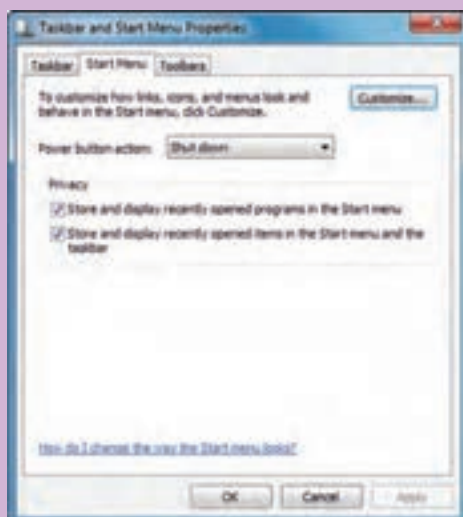 Taskbar and Start Menu Properties
Taskbar Start Menu Toolbars
To customize how links, icons, and menus look and
behave in the Start menu, click Customize.
Customize...
Power button action: Shut down
Privacy
Store and display recently opened programs in the Start menu
Store and display recently opened items in the Start menu and the
taskbar
How do I change the way the Start menu looks?
OK Cancel Apply